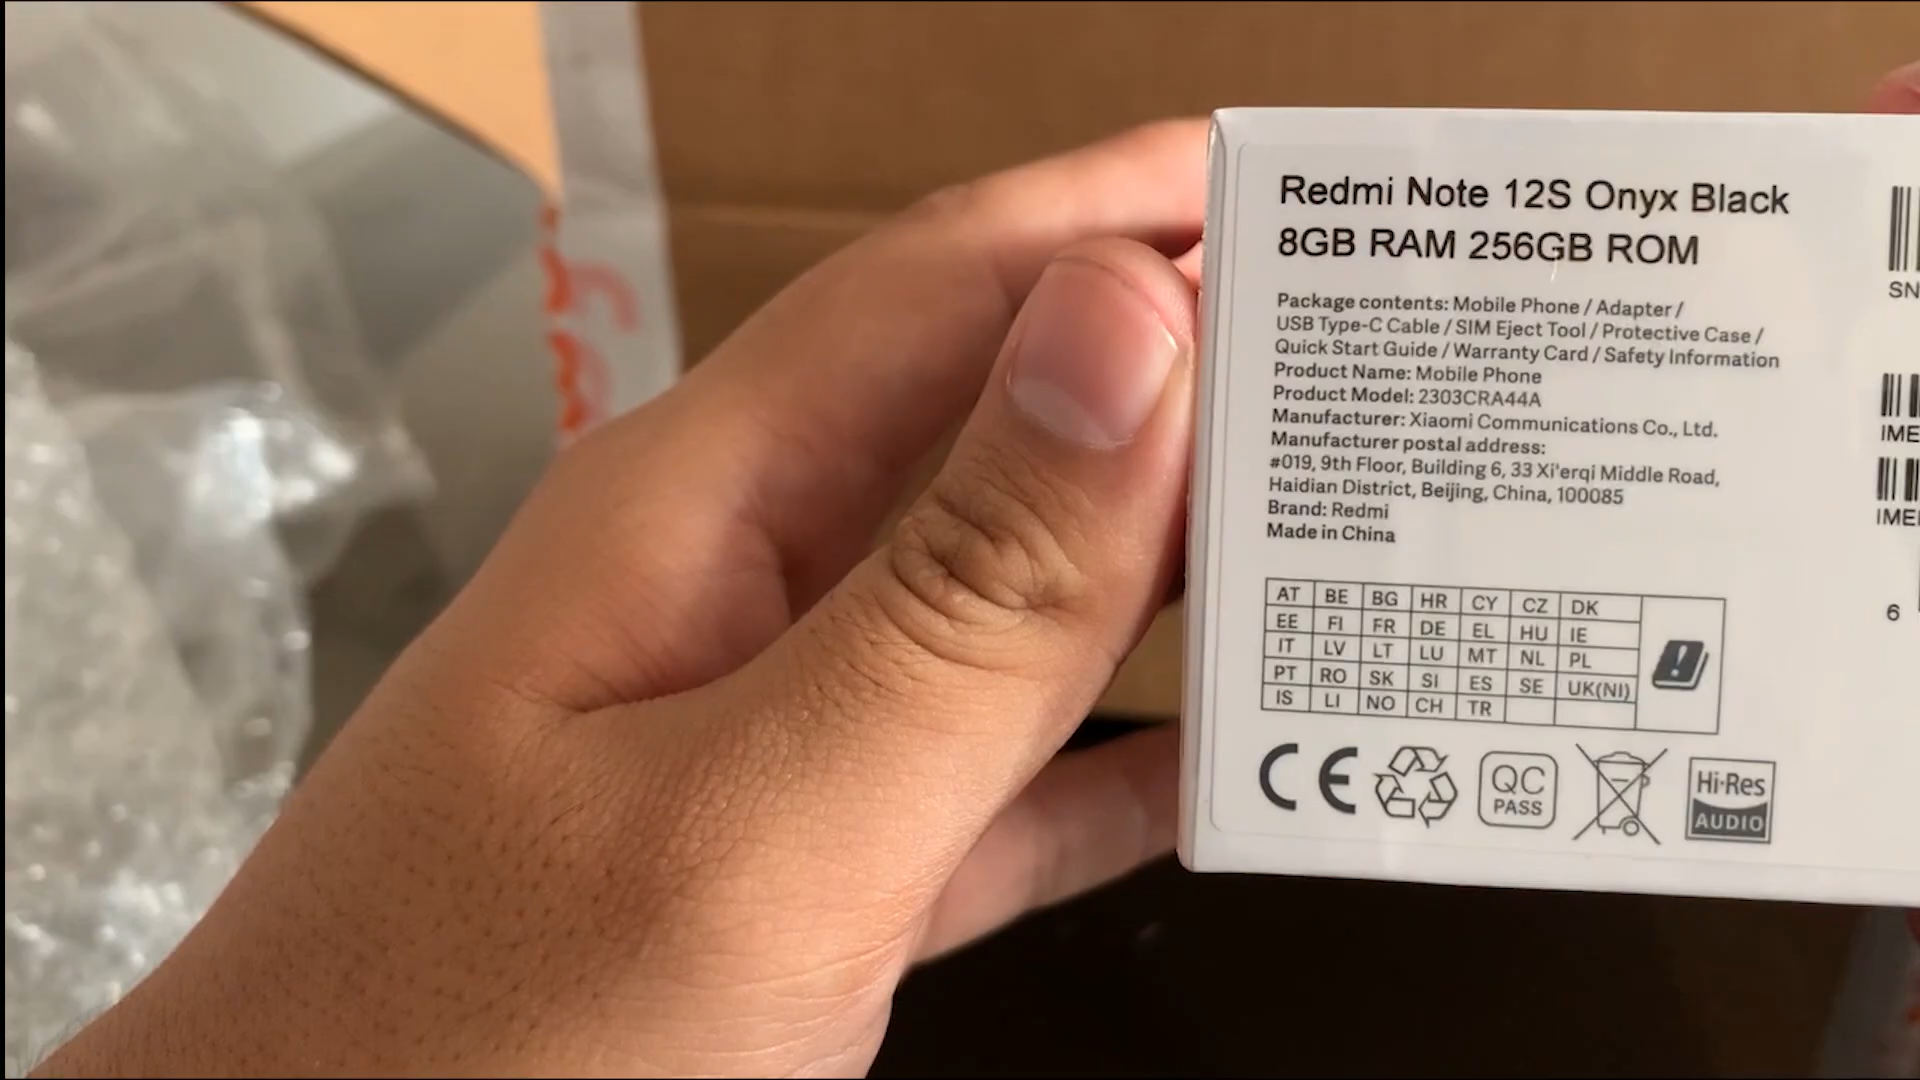 Redmi Note 12S Onyx Black
8GB RAM 256GB ROM
Package contents: Mobile Phone / Adapter /
USB Type-C Cable / SIM Eject Tool / Protective Case /
Quick Start Guide / Warranty Card / Safety Information
Product Name: Mobile Phone
Product Model: 2303CRA44A
Manufacturer: Xiaomi Communications Co., Ltd.
Manufacturer postal address:
#019, 9th Floor, Building 6, 33 Xi'erqi Middle Road,
Haidian District, Beijing, China, 100085
Brand: Redmi
Made in China
AT BE BG HR CY CZ DK
EE FI FR DE EL HU IE
IT LV LT LU MT NL PL
PT RO SK SI ES SE UK(NI)
IS LI NO CH TR
CE
QC
PASS
Hi-Res
AUDIO
SN
6